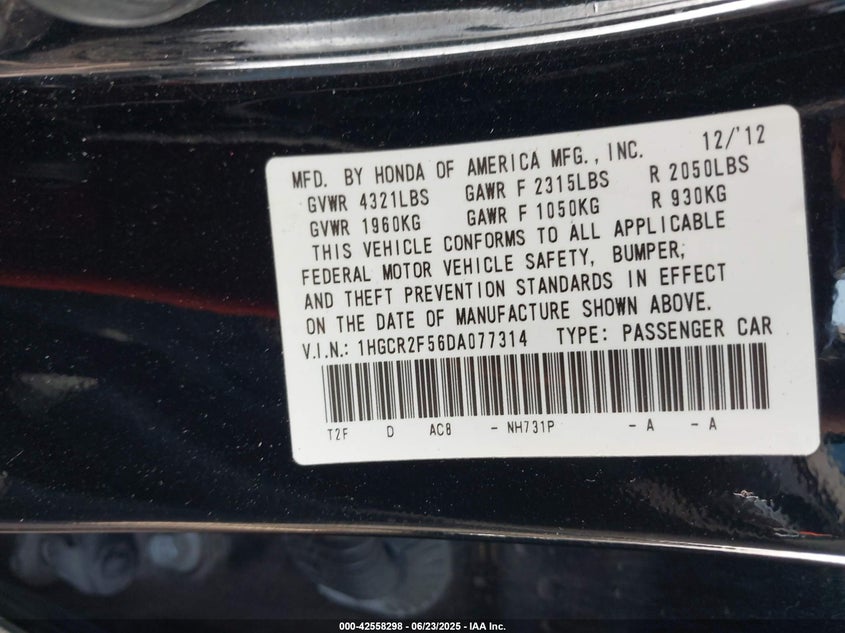 MFD. BY HONDA OF AMERICA MFG., INC. 12/'12
GVWR 4321LBS GAWR F 2315LBS R 2050LBS
GVWR 1960KG GAWR F 1050KG R 930KG
THIS VEHICLE CONFORMS TO ALL APPLICABLE
FEDERAL MOTOR VEHICLE SAFETY, BUMPER,
AND THEFT PREVENTION STANDARDS IN EFFECT
ON THE DATE OF MANUFACTURE SHOWN ABOVE.
V.I.N.: 1HGCR2F56DA077314 TYPE: PASSENGER CAR
T2F D AC8 - NH731P - A - A
000-42558298 - 06/23/2025 - IAA Inc.